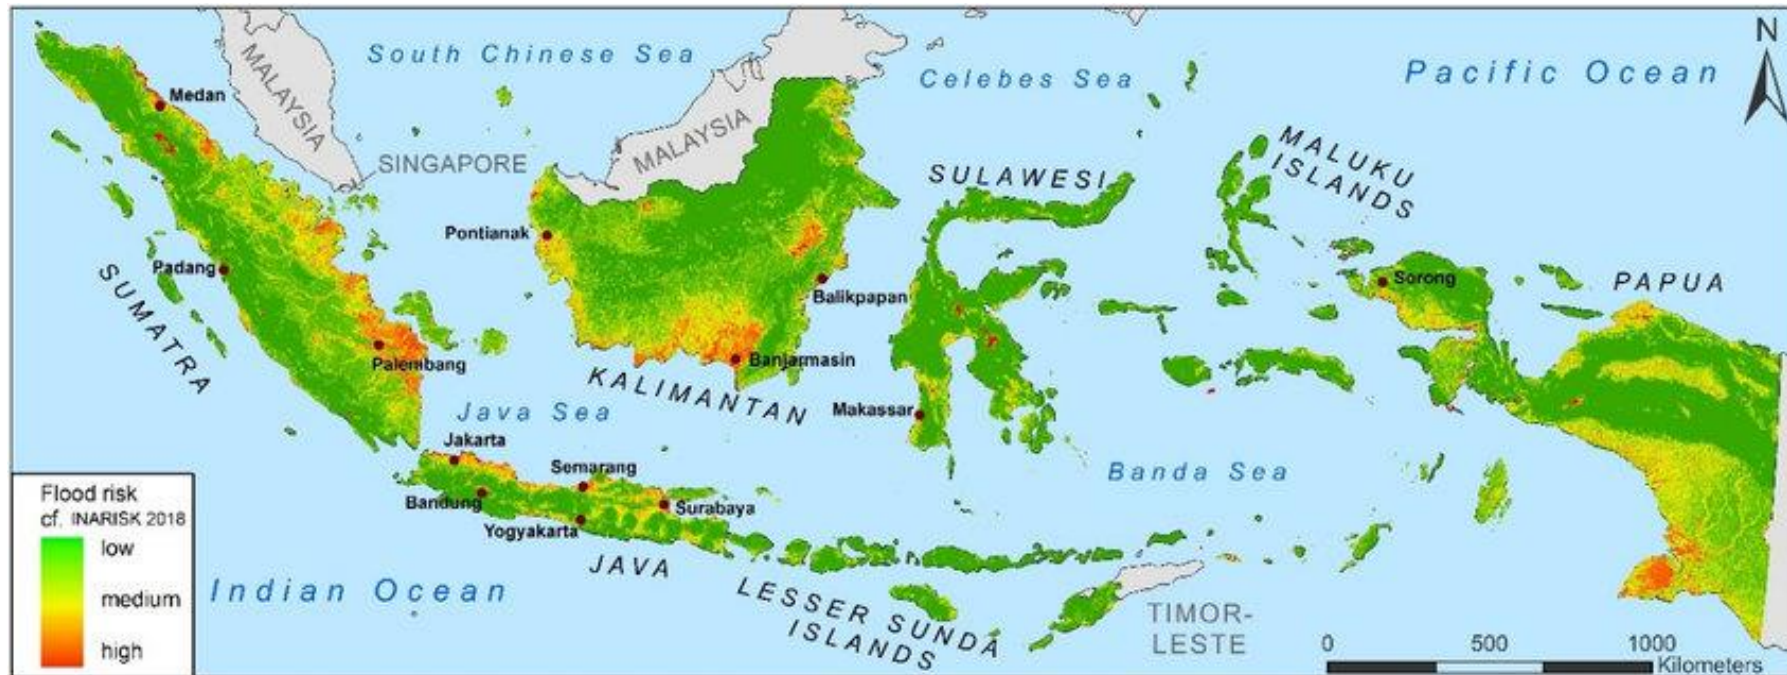 South Chinese Sea
Celebes Sea
Pacific Ocean
N
MALAYSIA
Medan
MALAYSIA
SINGAPORE
SULAWESI
MALUKU
ISLANDS
Pontianak
Padang
SUMATRA
Balikpapan
Sorong
PAPUA
Palembang
Banjarmasin
KALIMANTAN
Makassar
Java Sea
Jakarta
Semarang
Banda Sea
Bandung
Surabaya
Yogyakarta
JAVA
Indian Ocean
LESSER SUNDA
ISLANDS
TIMOR-
LESTE
Flood risk
cf. INARISK 2018
low
medium
high
0 500 1000
Kilometers